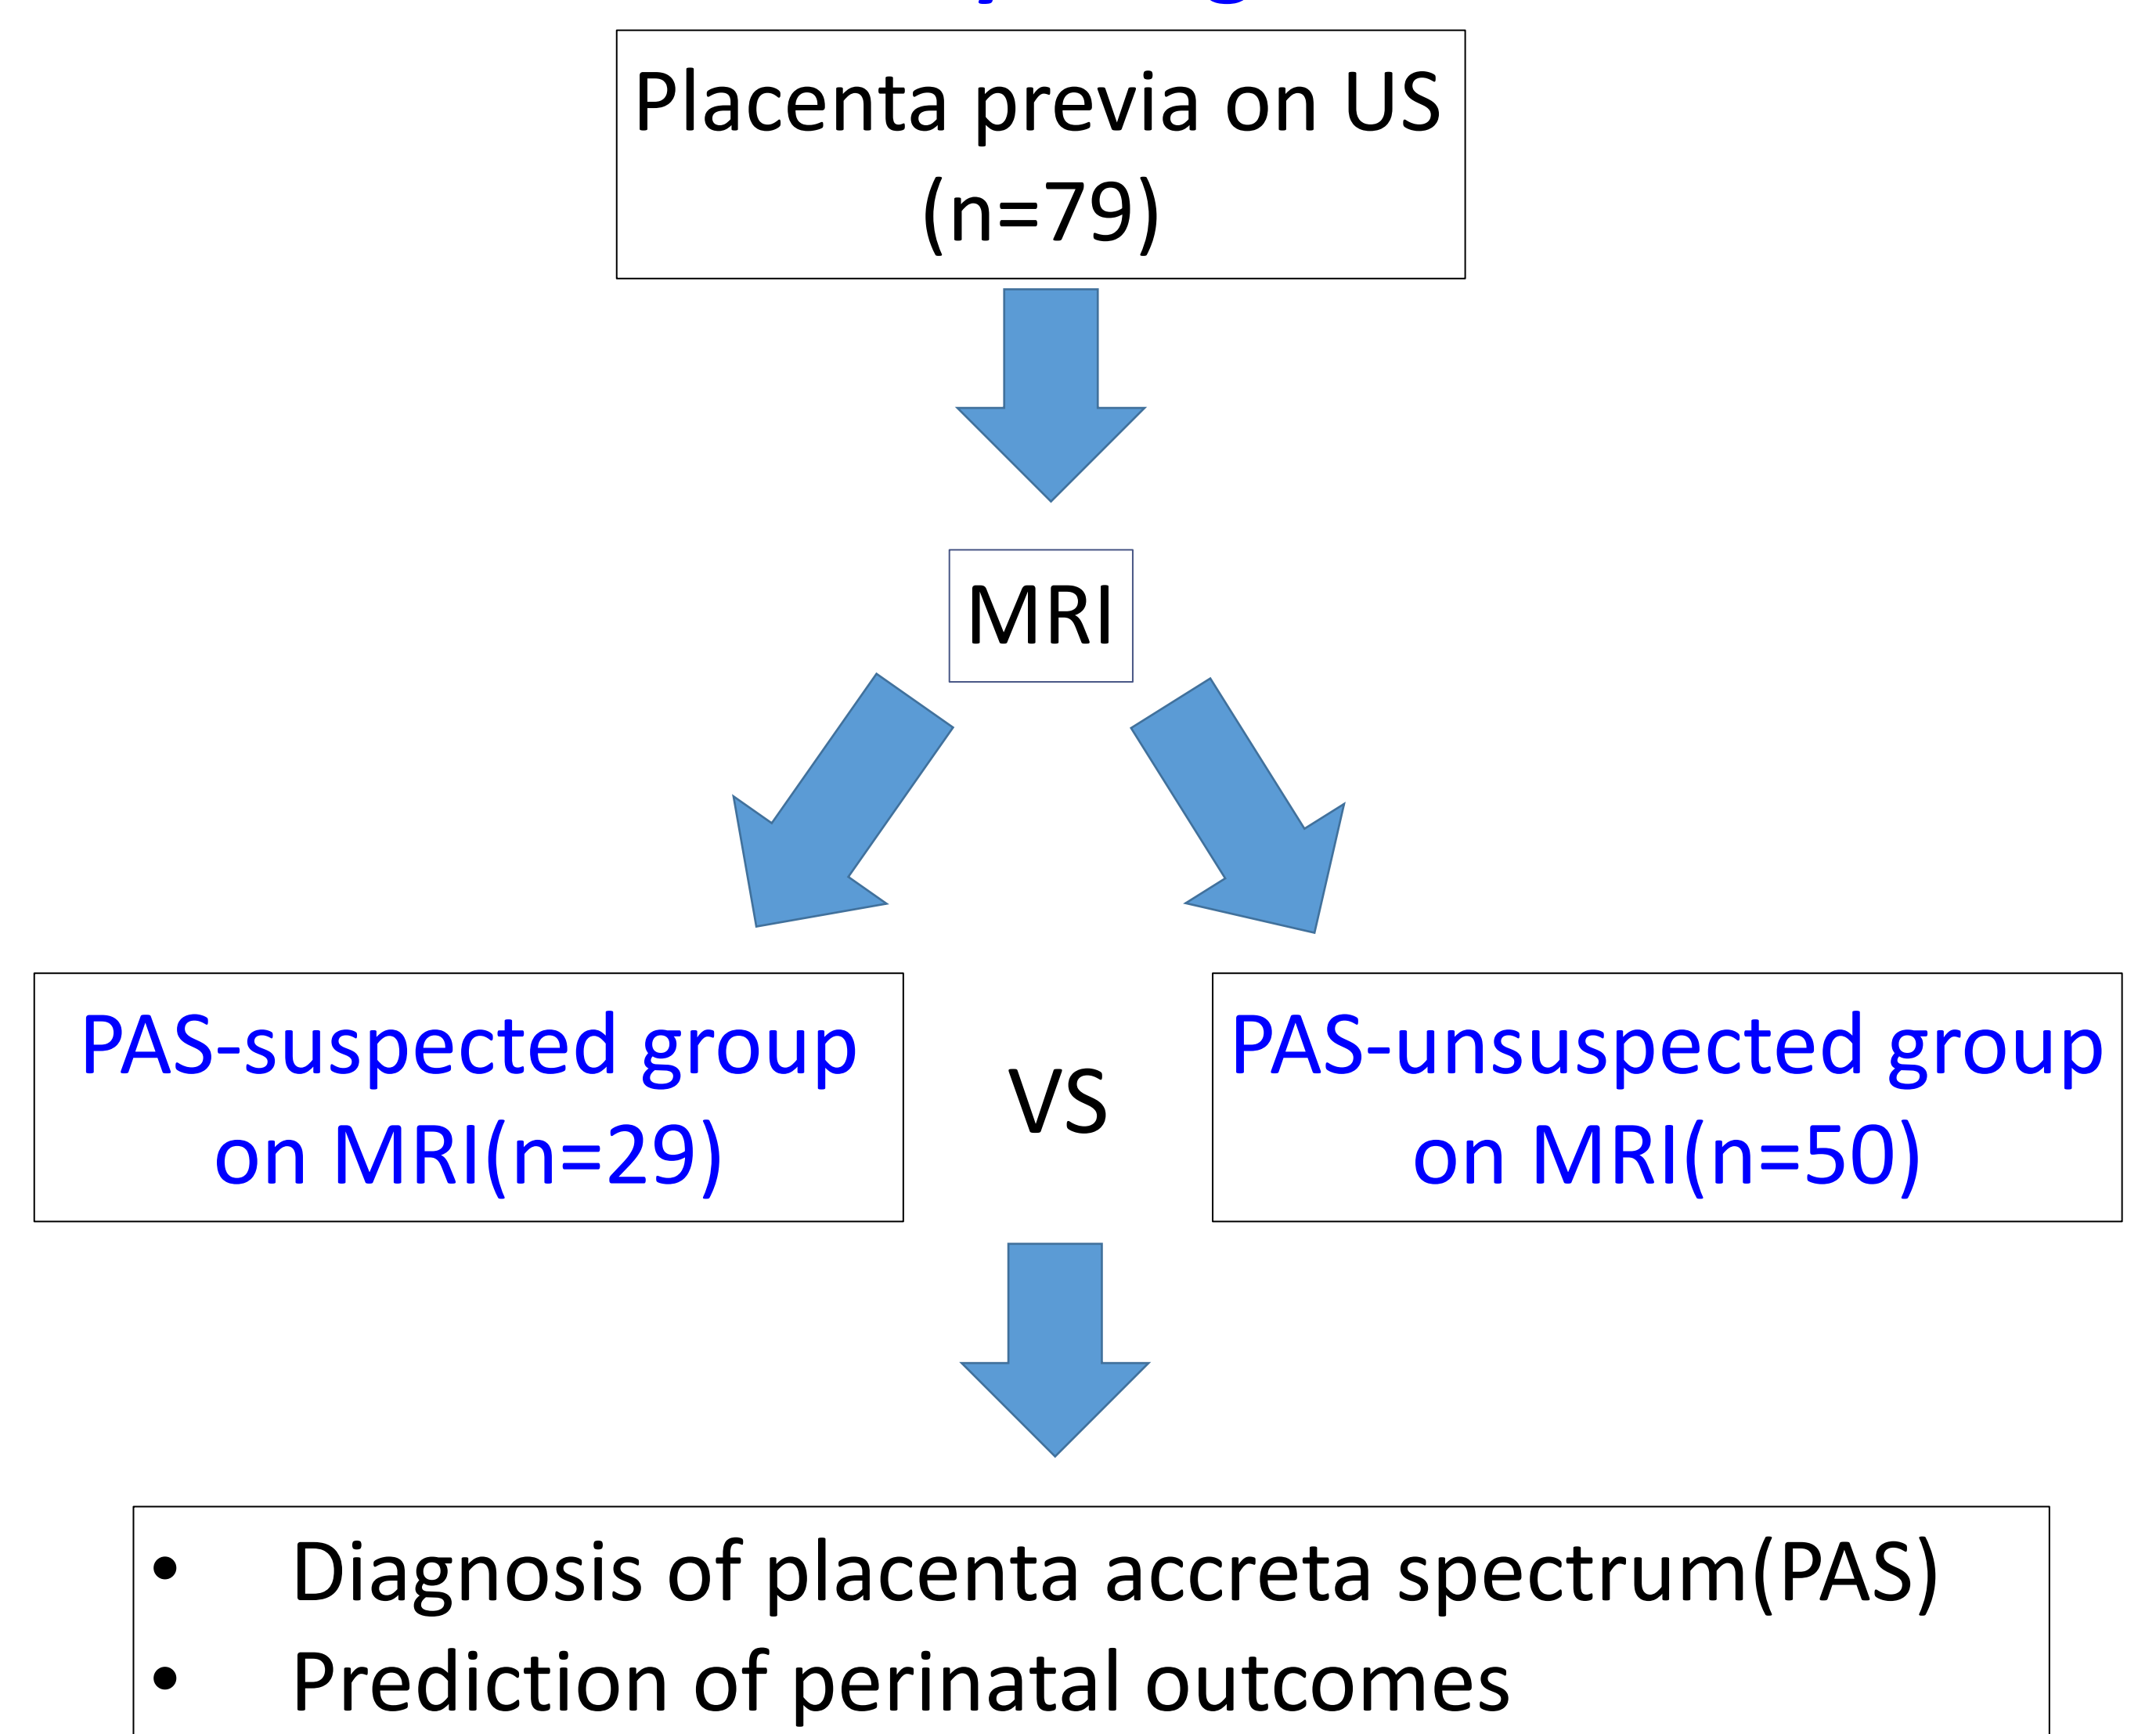 Placenta previa on US
(n=79)
MRI
PAS-suspected group
on MRI(n=29)
VS
PAS-unsuspected group
on MRI(n=50)
• Diagnosis of placenta accreta spectrum(PAS)
• Prediction of perinatal outcomes